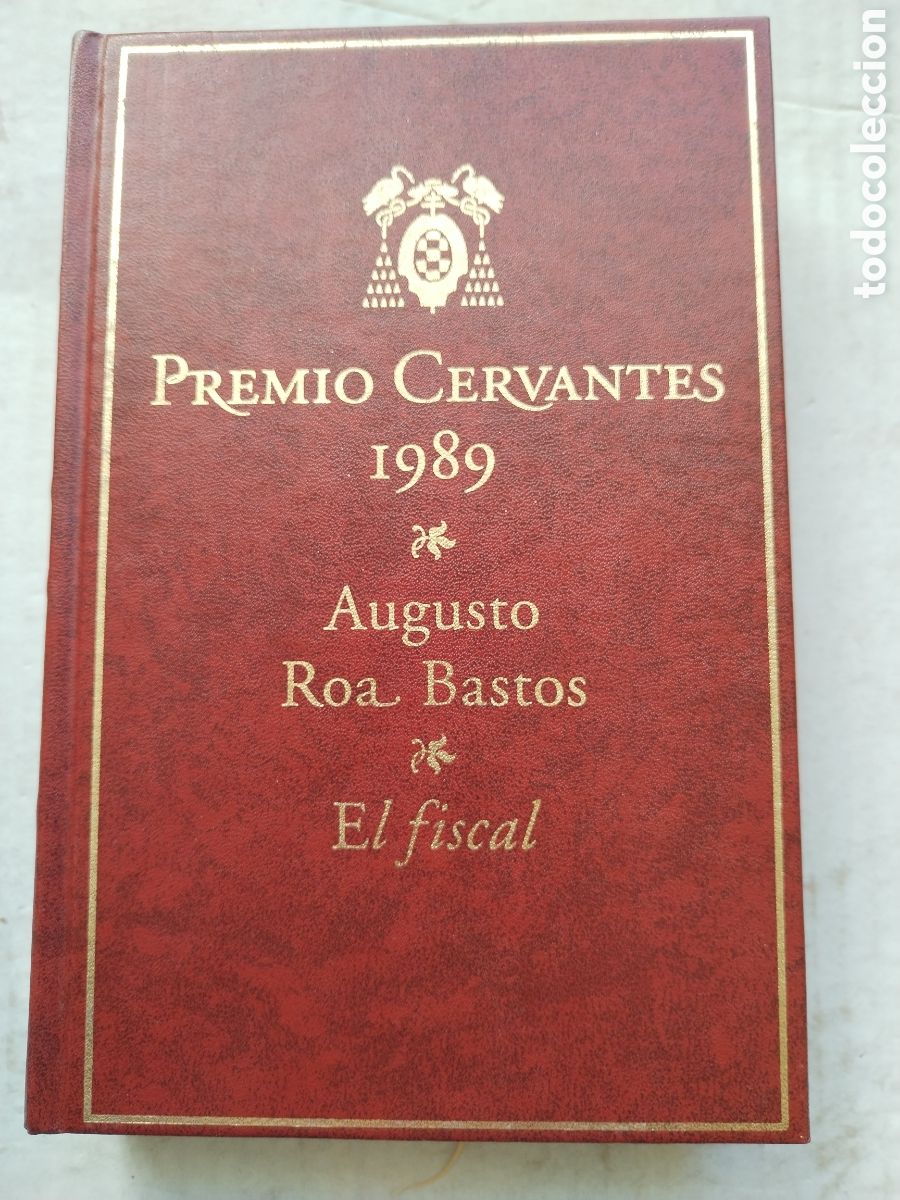 PREMIO CERVANTES
1989
Augusto
Roa Bastos
El fiscal
todocoleccion